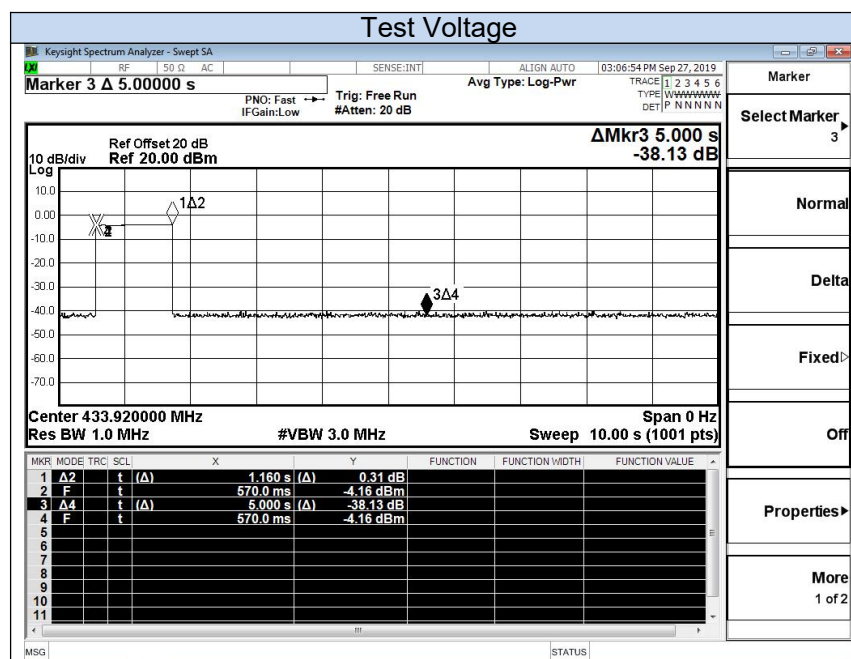 Test Voltage
Keysight Spectrum Analyzer - Swept SA
LXI RF 50 Ω AC SENSE:INT ALIGN AUTO 03:06:54 PM Sep 27, 2019
Marker 3 Δ 5.00000 s
PNO: Fast
IFGain:Low
Trig: Free Run
#Atten: 20 dB
Avg Type: Log-Pwr
TRACE 1 2 3 4 5 6
TYPE WWWWWW
DET P N N N N N
ΔMkr3 5.000 s
-38.13 dB
Ref Offset 20 dB
10 dB/div Ref 20.00 dBm
Log
10.0
0.00
-10.0
-20.0
-30.0
-40.0
-50.0
-60.0
-70.0
1Δ2
3Δ4
Center 433.920000 MHz Span 0 Hz
Res BW 1.0 MHz #VBW 3.0 MHz Sweep 10.00 s (1001 pts)
MKR MODE TRC SCL X Y FUNCTION FUNCTION WIDTH FUNCTION VALUE
1 Δ2 t (Δ) 1.160 s (Δ) 0.31 dB
2 F t 570.0 ms -4.16 dBm
3 Δ4 t (Δ) 5.000 s (Δ) -38.13 dB
4 F t 570.0 ms -4.16 dBm
5
6
7
8
9
10
11
MSG STATUS
Marker
Select Marker
3
Normal
Delta
Fixed
Off
Properties
More
1 of 2